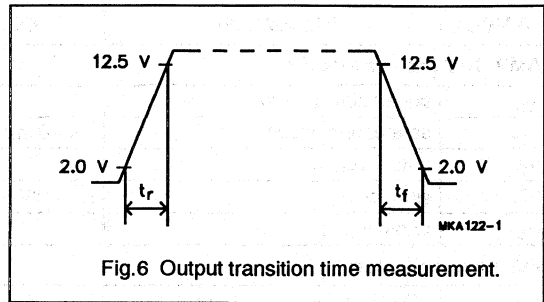 12.5 V 12.5 V
2.0 V 2.0 V
tr tf
MKA122-1
Fig.6 Output transition time measurement.